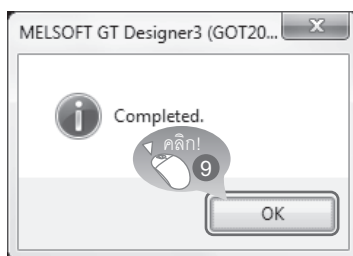 MELSOFT GT Designer3 (GOT20...
Completed.
คลิก!
9
OK